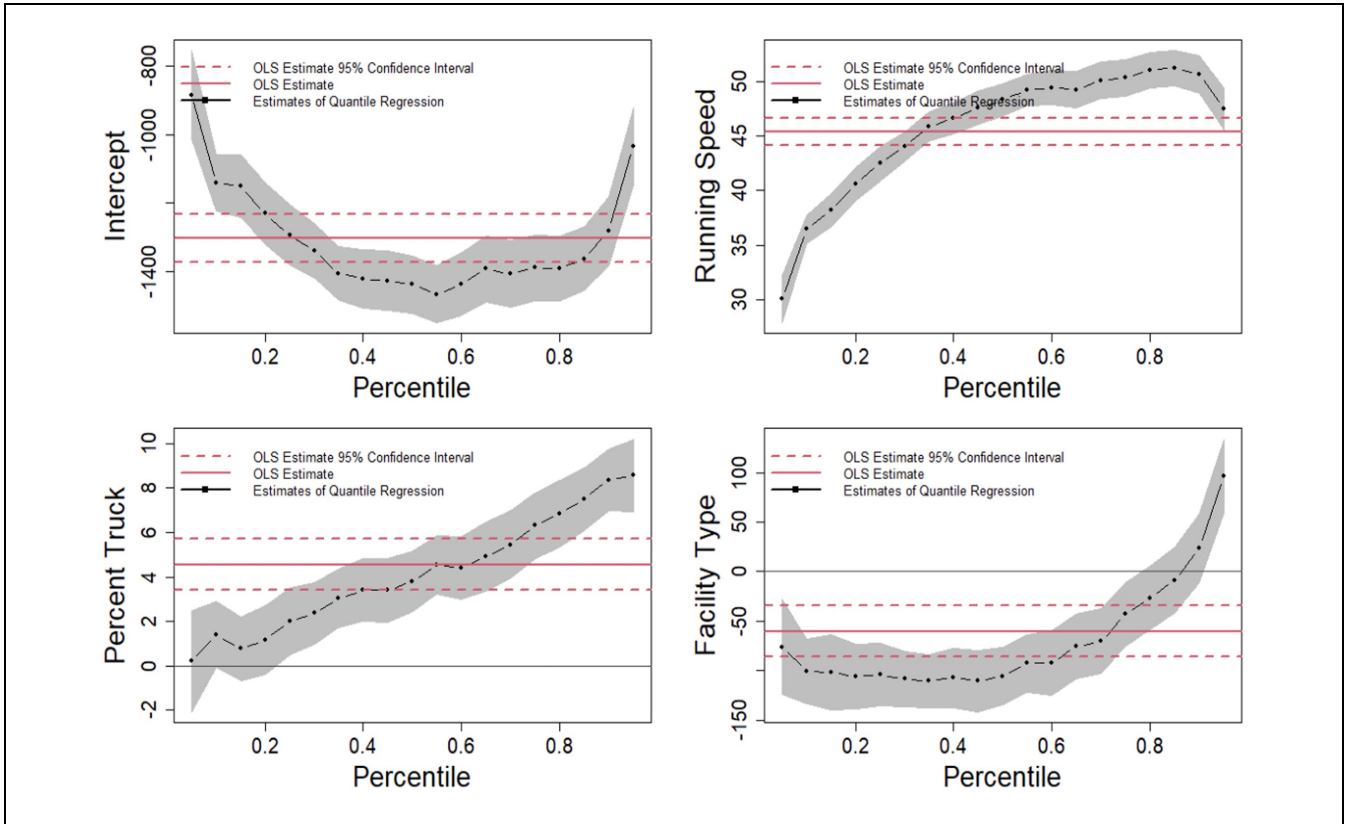 OLS Estimate 95% Confidence Interval
OLS Estimate
Estimates of Quantile Regression
Intercept
-800
-1000
-1400
0.2 0.4 0.6 0.8
Percentile
OLS Estimate 95% Confidence Interval
OLS Estimate
Estimates of Quantile Regression
Running Speed
50
45
40
35
30
0.2 0.4 0.6 0.8
Percentile
OLS Estimate 95% Confidence Interval
OLS Estimate
Estimates of Quantile Regression
Percent Truck
10
8
6
4
2
0
-2
0.2 0.4 0.6 0.8
Percentile
OLS Estimate 95% Confidence Interval
OLS Estimate
Estimates of Quantile Regression
Facility Type
100
50
0
-50
-150
0.2 0.4 0.6 0.8
Percentile